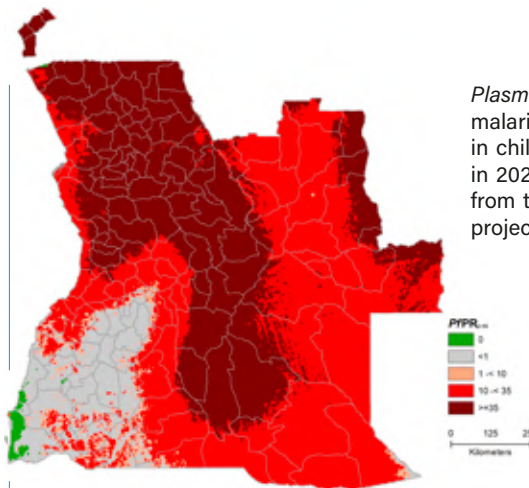 Plasm
malari
in chil
in 202
from t
projec
PfPR
0
<1
1 -< 10
10 -< 35
>=35
0 125 25
Kilometers